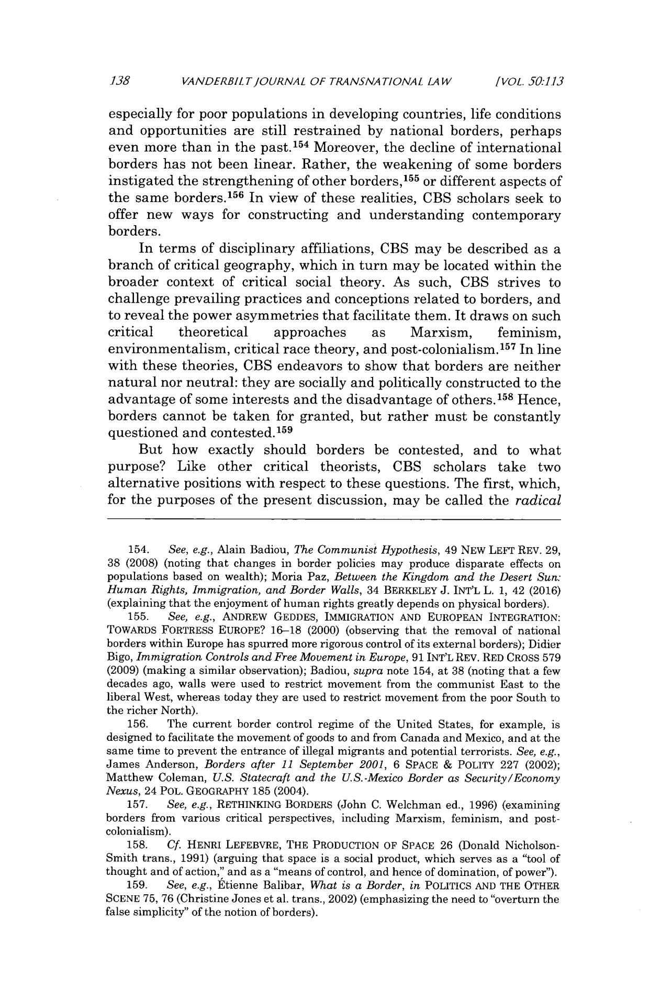 138 VANDERBILT JOURNAL OF TRANSNATIONAL LAW [VOL. 50:113
especially for poor populations in developing countries, life conditions
and opportunities are still restrained by national borders, perhaps
even more than in the past.154 Moreover, the decline of international
borders has not been linear. Rather, the weakening of some borders
instigated the strengthening of other borders,155 or different aspects of
the same borders.156 In view of these realities, CBS scholars seek to
offer new ways for constructing and understanding contemporary
borders.
In terms of disciplinary affiliations, CBS may be described as a
branch of critical geography, which in turn may be located within the
broader context of critical social theory. As such, CBS strives to
challenge prevailing practices and conceptions related to borders, and
to reveal the power asymmetries that facilitate them. It draws on such
critical theoretical approaches as Marxism, feminism,
environmentalism, critical race theory, and post-colonialism.157 In line
with these theories, CBS endeavors to show that borders are neither
natural nor neutral: they are socially and politically constructed to the
advantage of some interests and the disadvantage of others.158 Hence,
borders cannot be taken for granted, but rather must be constantly
questioned and contested.159
But how exactly should borders be contested, and to what
purpose? Like other critical theorists, CBS scholars take two
alternative positions with respect to these questions. The first, which,
for the purposes of the present discussion, may be called the radical
154. See, e.g., Alain Badiou, The Communist Hypothesis, 49 NEW LEFT REV. 29,
38 (2008) (noting that changes in border policies may produce disparate effects on
populations based on wealth); Moria Paz, Between the Kingdom and the Desert Sun:
Human Rights, Immigration, and Border Walls, 34 BERKELEY J. INT'L L. 1, 42 (2016)
(explaining that the enjoyment of human rights greatly depends on physical borders).
155. See, e.g., ANDREW GEDDES, IMMIGRATION AND EUROPEAN INTEGRATION:
TOWARDS FORTRESS EUROPE? 16–18 (2000) (observing that the removal of national
borders within Europe has spurred more rigorous control of its external borders); Didier
Bigo, Immigration Controls and Free Movement in Europe, 91 INT'L REV. RED CROSS 579
(2009) (making a similar observation); Badiou, supra note 154, at 38 (noting that a few
decades ago, walls were used to restrict movement from the communist East to the
liberal West, whereas today they are used to restrict movement from the poor South to
the richer North).
156. The current border control regime of the United States, for example, is
designed to facilitate the movement of goods to and from Canada and Mexico, and at the
same time to prevent the entrance of illegal migrants and potential terrorists. See, e.g.,
James Anderson, Borders after 11 September 2001, 6 SPACE & POLITY 227 (2002);
Matthew Coleman, U.S. Statecraft and the U.S.-Mexico Border as Security/Economy
Nexus, 24 POL. GEOGRAPHY 185 (2004).
157. See, e.g., RETHINKING BORDERS (John C. Welchman ed., 1996) (examining
borders from various critical perspectives, including Marxism, feminism, and post-
colonialism).
158. Cf. HENRI LEFEBVRE, THE PRODUCTION OF SPACE 26 (Donald Nicholson-
Smith trans., 1991) (arguing that space is a social product, which serves as a “tool of
thought and of action,” and as a “means of control, and hence of domination, of power”).
159. See, e.g., Étienne Balibar, What is a Border, in POLITICS AND THE OTHER
SCENE 75, 76 (Christine Jones et al. trans., 2002) (emphasizing the need to “overturn the
false simplicity” of the notion of borders).